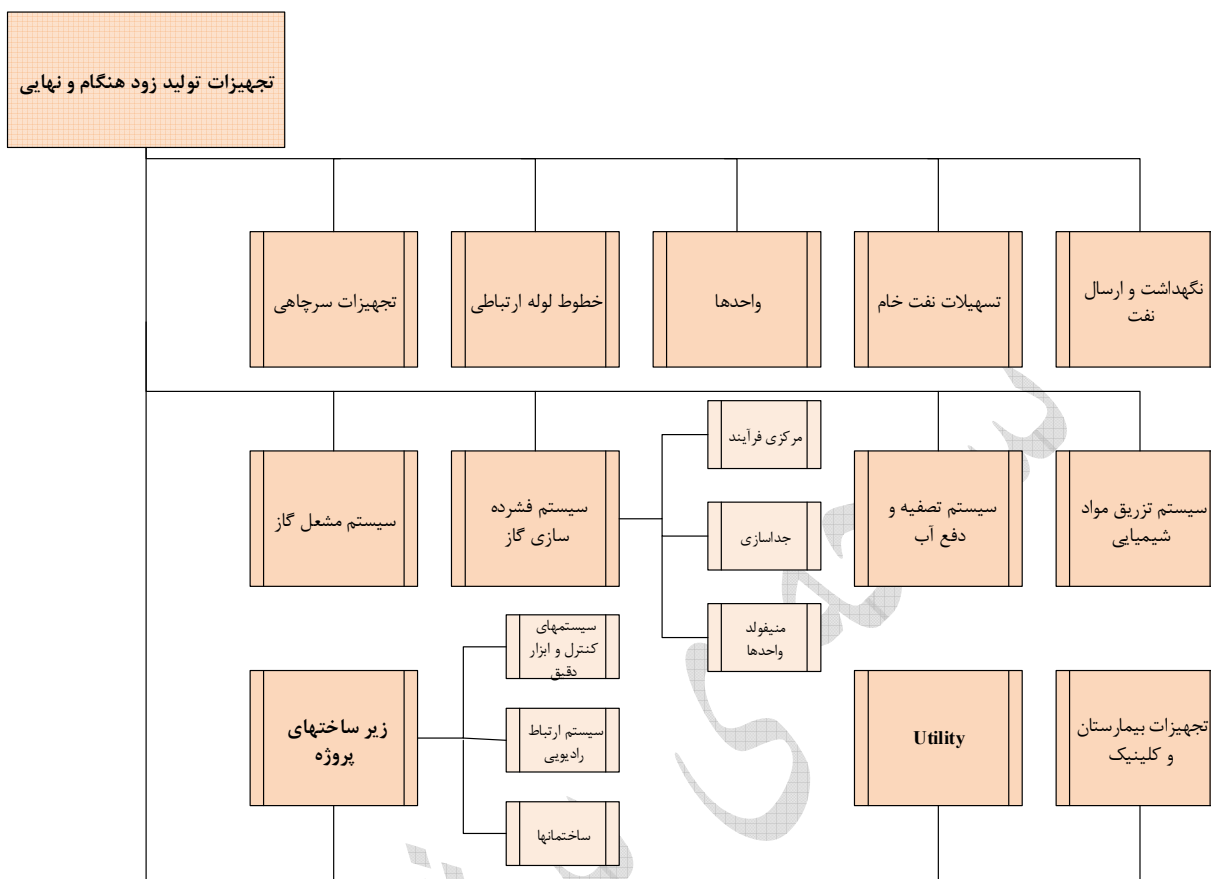 تجهیزات تولید زود هنگام و نهایی
نگهداشت و ارسال
نفت
تسهیلات نفت خام
واحدها
خطوط لوله ارتباطی
تجهیزات سرچاهی
سیستم تزریق مواد
شیمیایی
سیستم تصفیه و
دفع آب
مرکزی فرآیند
جداسازی
منیفولد
واحدها
سیستم فشرده
سازی گاز
سیستم مشعل گاز
تجهیزات بیمارستان
و کلینیک
Utility
سیستمهای
کنترل و ابزار
دقیق
سیستم ارتباط
رادیویی
ساختمانها
زیر ساختهای
پروژه